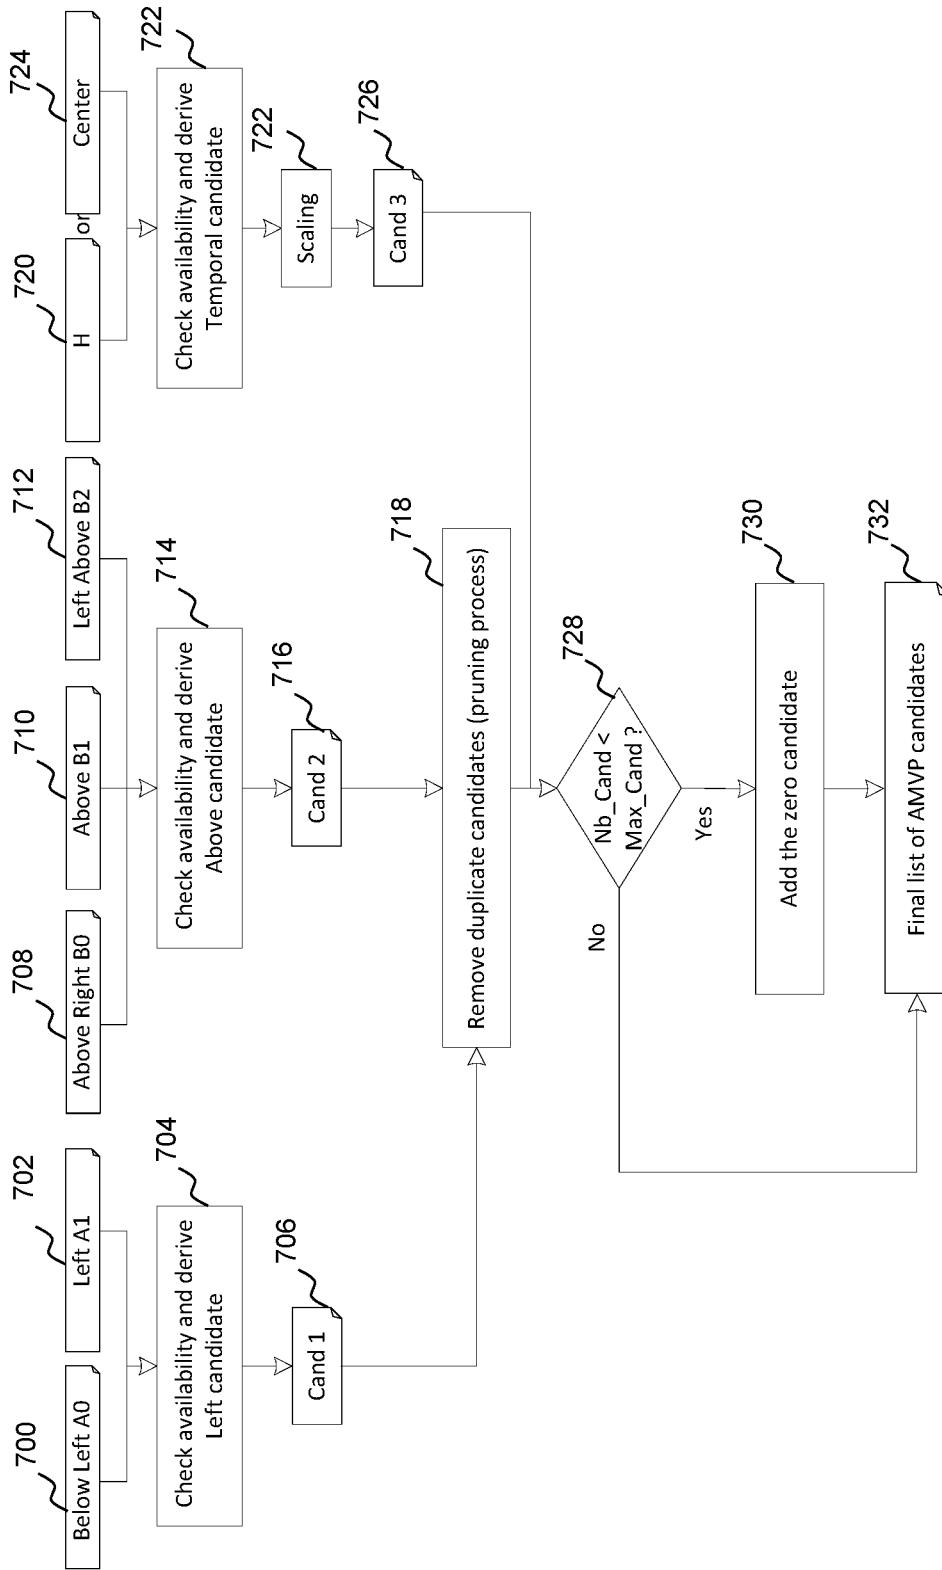 700
Below Left A0
702
Left A1
708
Above Right B0
710
Above B1
712
Left Above B2
720
H
or
724
Center
704
Check availability and derive
Left candidate
714
Check availability and derive
Above candidate
722
Check availability and derive
Temporal candidate
722
Scaling
706
Cand 1
716
Cand 2
726
Cand 3
718
Remove duplicate candidates (pruning process)
728
Nb_Cand <
Max_Cand ?
No
Yes
730
Add the zero candidate
732
Final list of AMVP candidates